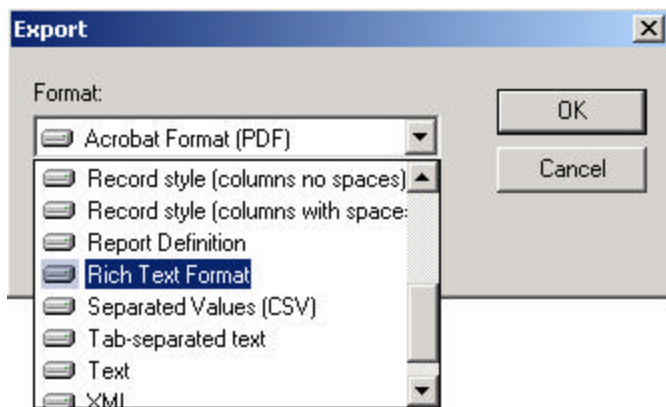 Export
Format:
Acrobat Format (PDF)
OK
Record style (columns no spaces)
Cancel
Record style (columns with space
Report Definition
Rich Text Format
Separated Values (CSV)
Tab-separated text
Text
XML